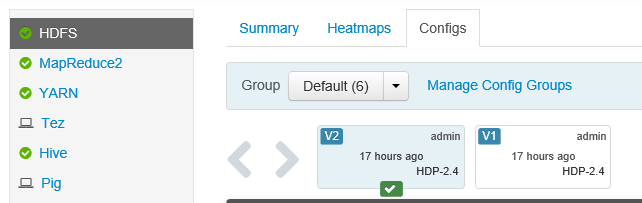 HDFS
MapReduce2
YARN
Tez
Hive
Pig
Summary Heatmaps Configs
Group Default (6) Manage Config Groups
V2 admin
17 hours ago
HDP-2.4
V1 admin
17 hours ago
HDP-2.4